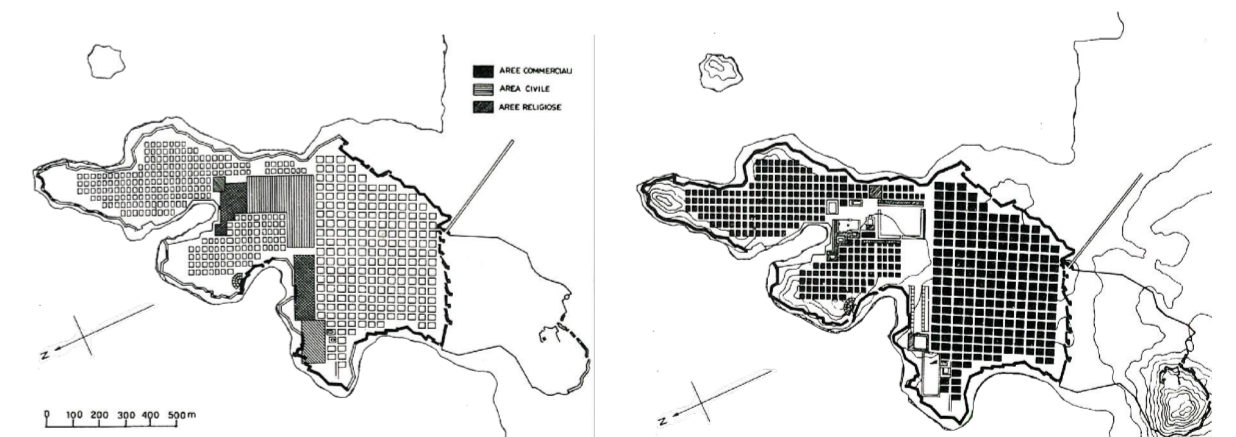 AREE COMMERCIALI
AREA CIVILE
AREE RELIGIOSE
N
0 100 200 300 400 500m
N